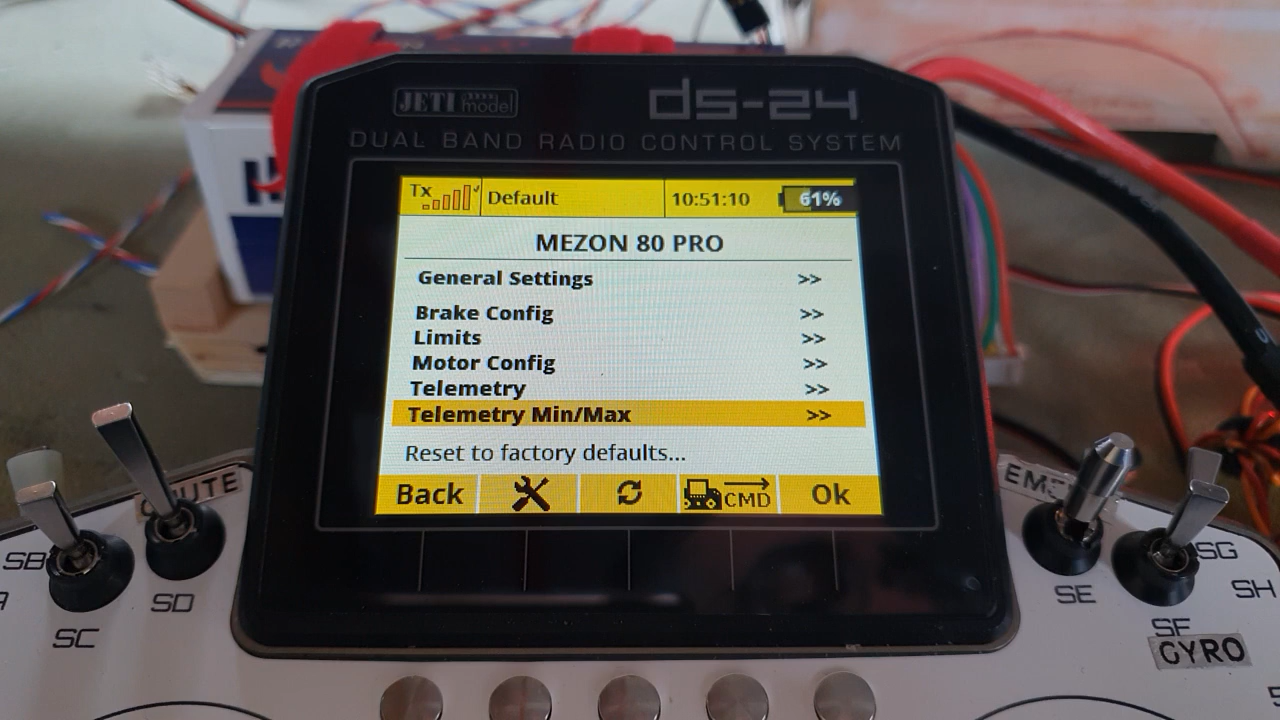 JETI model
ds-24
DUAL BAND RADIO CONTROL SYSTEM
Tx
Default
10:51:10
61%
MEZON 80 PRO
General Settings >>
Brake Config >>
Limits >>
Motor Config >>
Telemetry >>
Telemetry Min/Max >>
Reset to factory defaults...
Back
CMD
Ok
SB
SD
SC
SE
SG
SH
SF
GYRO